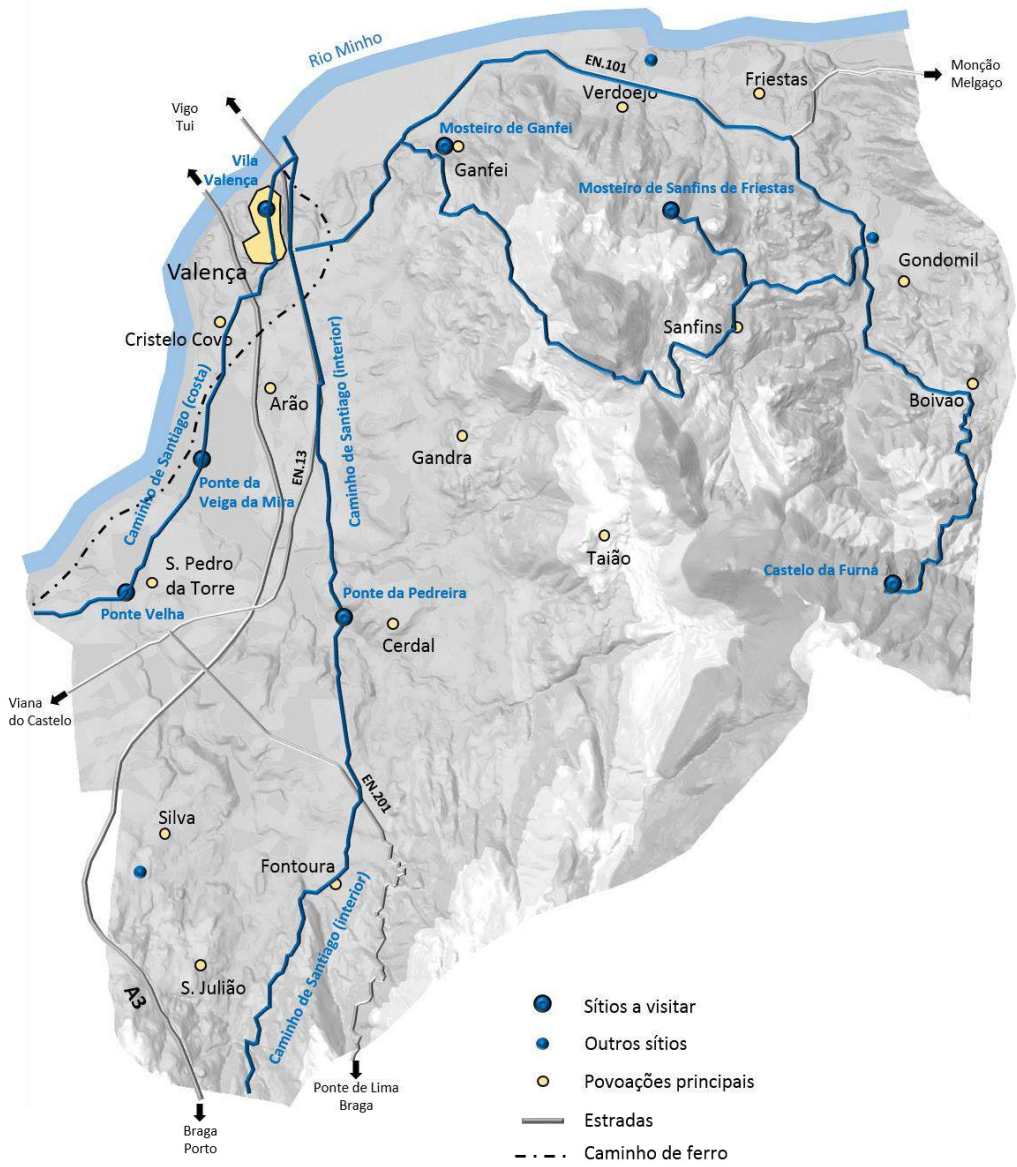 Rio Minho
EN.101
Monção
Melgaço
Friestas
Verdoejo
Vigo
Tui
Mosteiro de Ganfei
Ganfei
Vila
Valença
Mosteiro de Sanfins de Friestas
Valença
Gondomil
Cristelo Covo
Sanfins
Caminho de Santiago (costa)
Arão
Caminho de Santiago (interior)
Boivão
EN.13
Gandra
Ponte da
Veiga da Mira
Taião
S. Pedro
da Torre
Castelo da Furna
Ponte Velha
Ponte da Pedreira
Cerdal
Viana
do Castelo
EN.201
Silva
Fontoura
Caminho de Santiago (interior)
S. Julião
A3
Sítios a visitar
Outros sítios
Povoações principais
Estradas
Caminho de ferro
Ponte de Lima
Braga
Braga
Porto